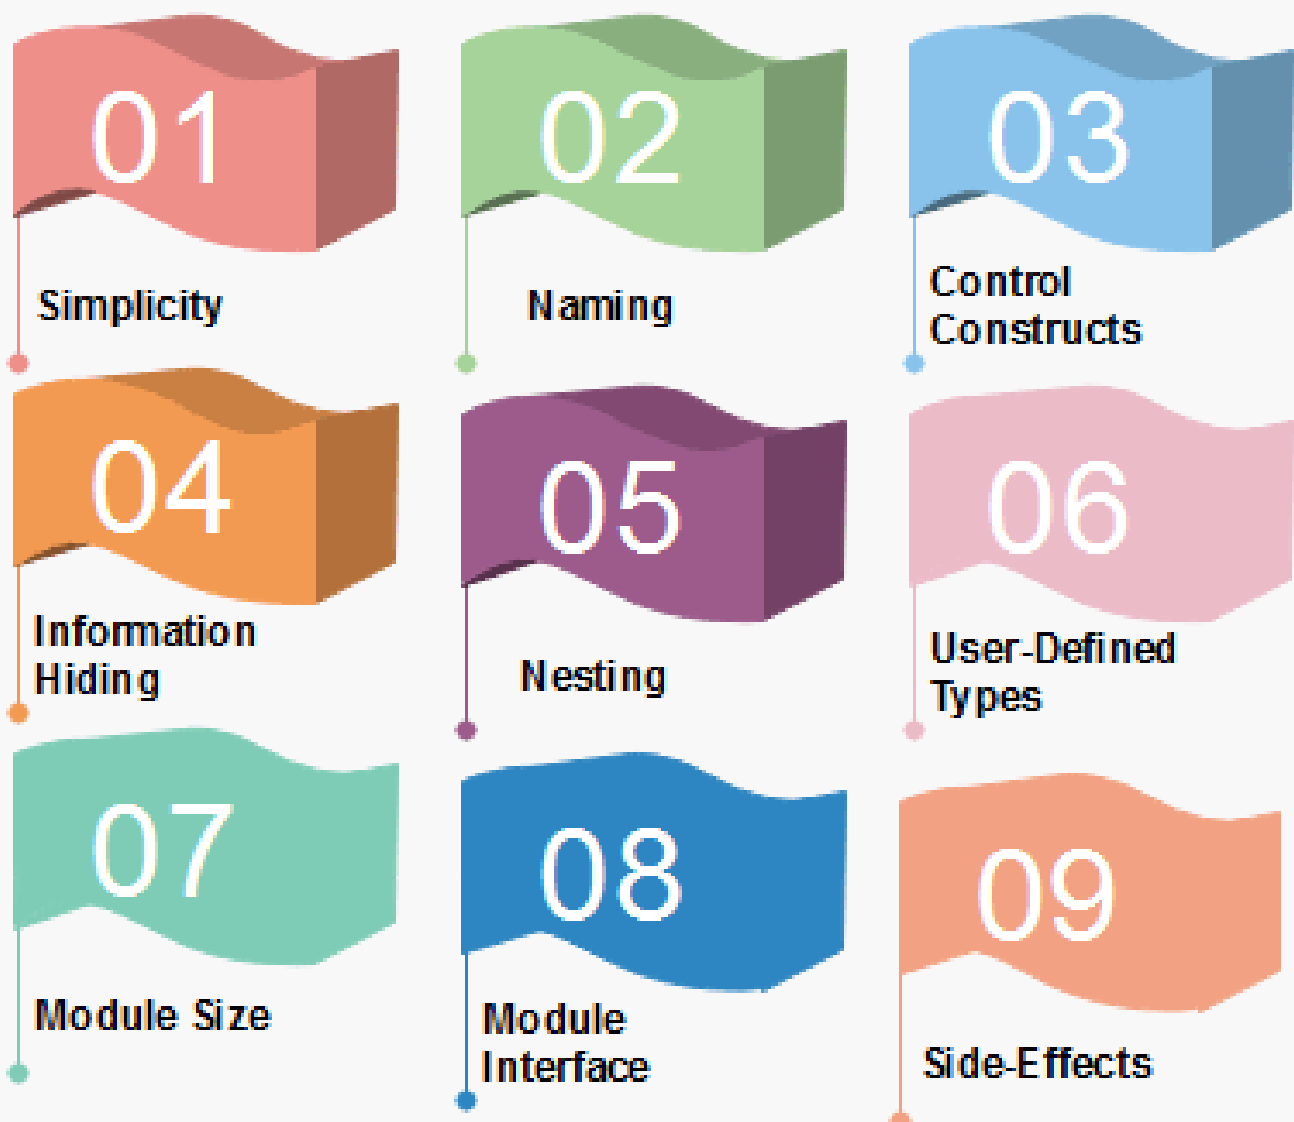 01
Simplicity
02
Naming
03
Control
Constructs
04
Information
Hiding
05
Nesting
06
User-Defined
Types
07
Module Size
08
Module
Interface
09
Side-Effects